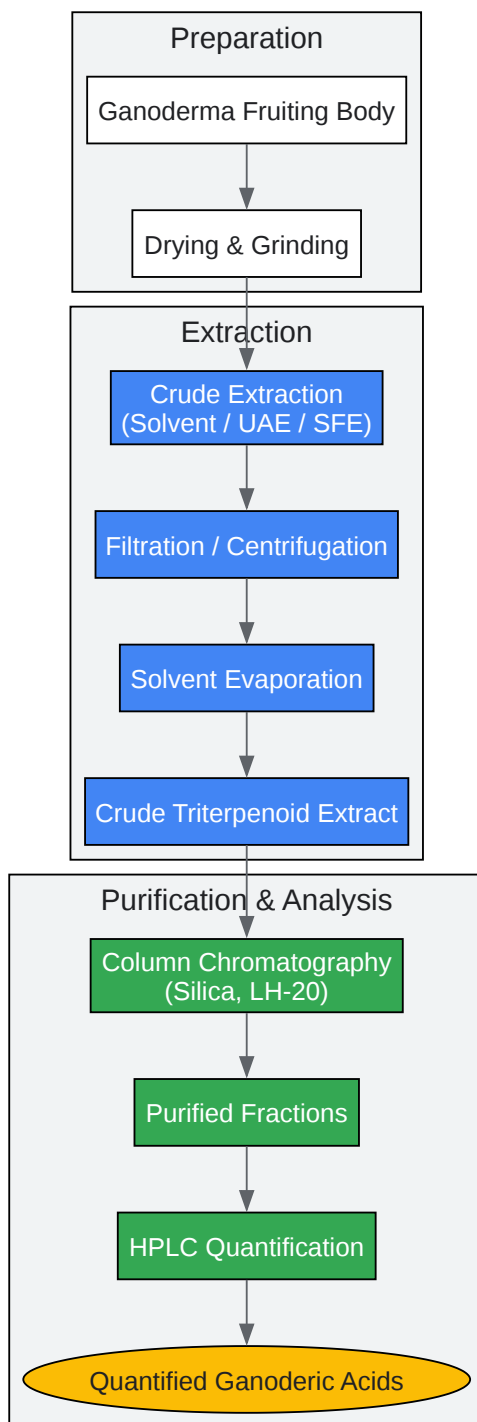 Preparation
Ganoderma Fruiting Body
Drying & Grinding
Extraction
Crude Extraction
(Solvent / UAE / SFE)
Filtration / Centrifugation
Solvent Evaporation
Crude Triterpenoid Extract
Purification & Analysis
Column Chromatography
(Silica, LH-20)
Purified Fractions
HPLC Quantification
Quantified Ganoderic Acids